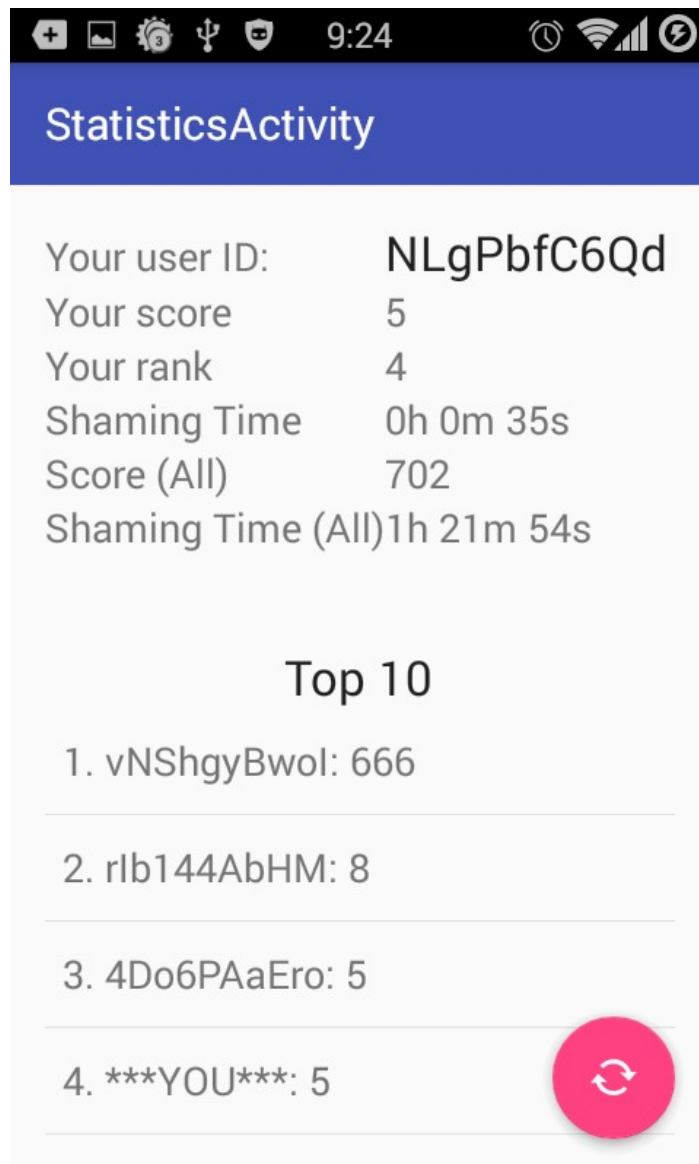 9:24
StatisticsActivity
Your user ID: NLgPbfC6Qd
Your score 5
Your rank 4
Shaming Time 0h 0m 35s
Score (All) 702
Shaming Time (All)1h 21m 54s
Top 10
1. vNShgyBwoI: 666
2. rIb144AbHM: 8
3. 4Do6PAaEro: 5
4. ***YOU***: 5